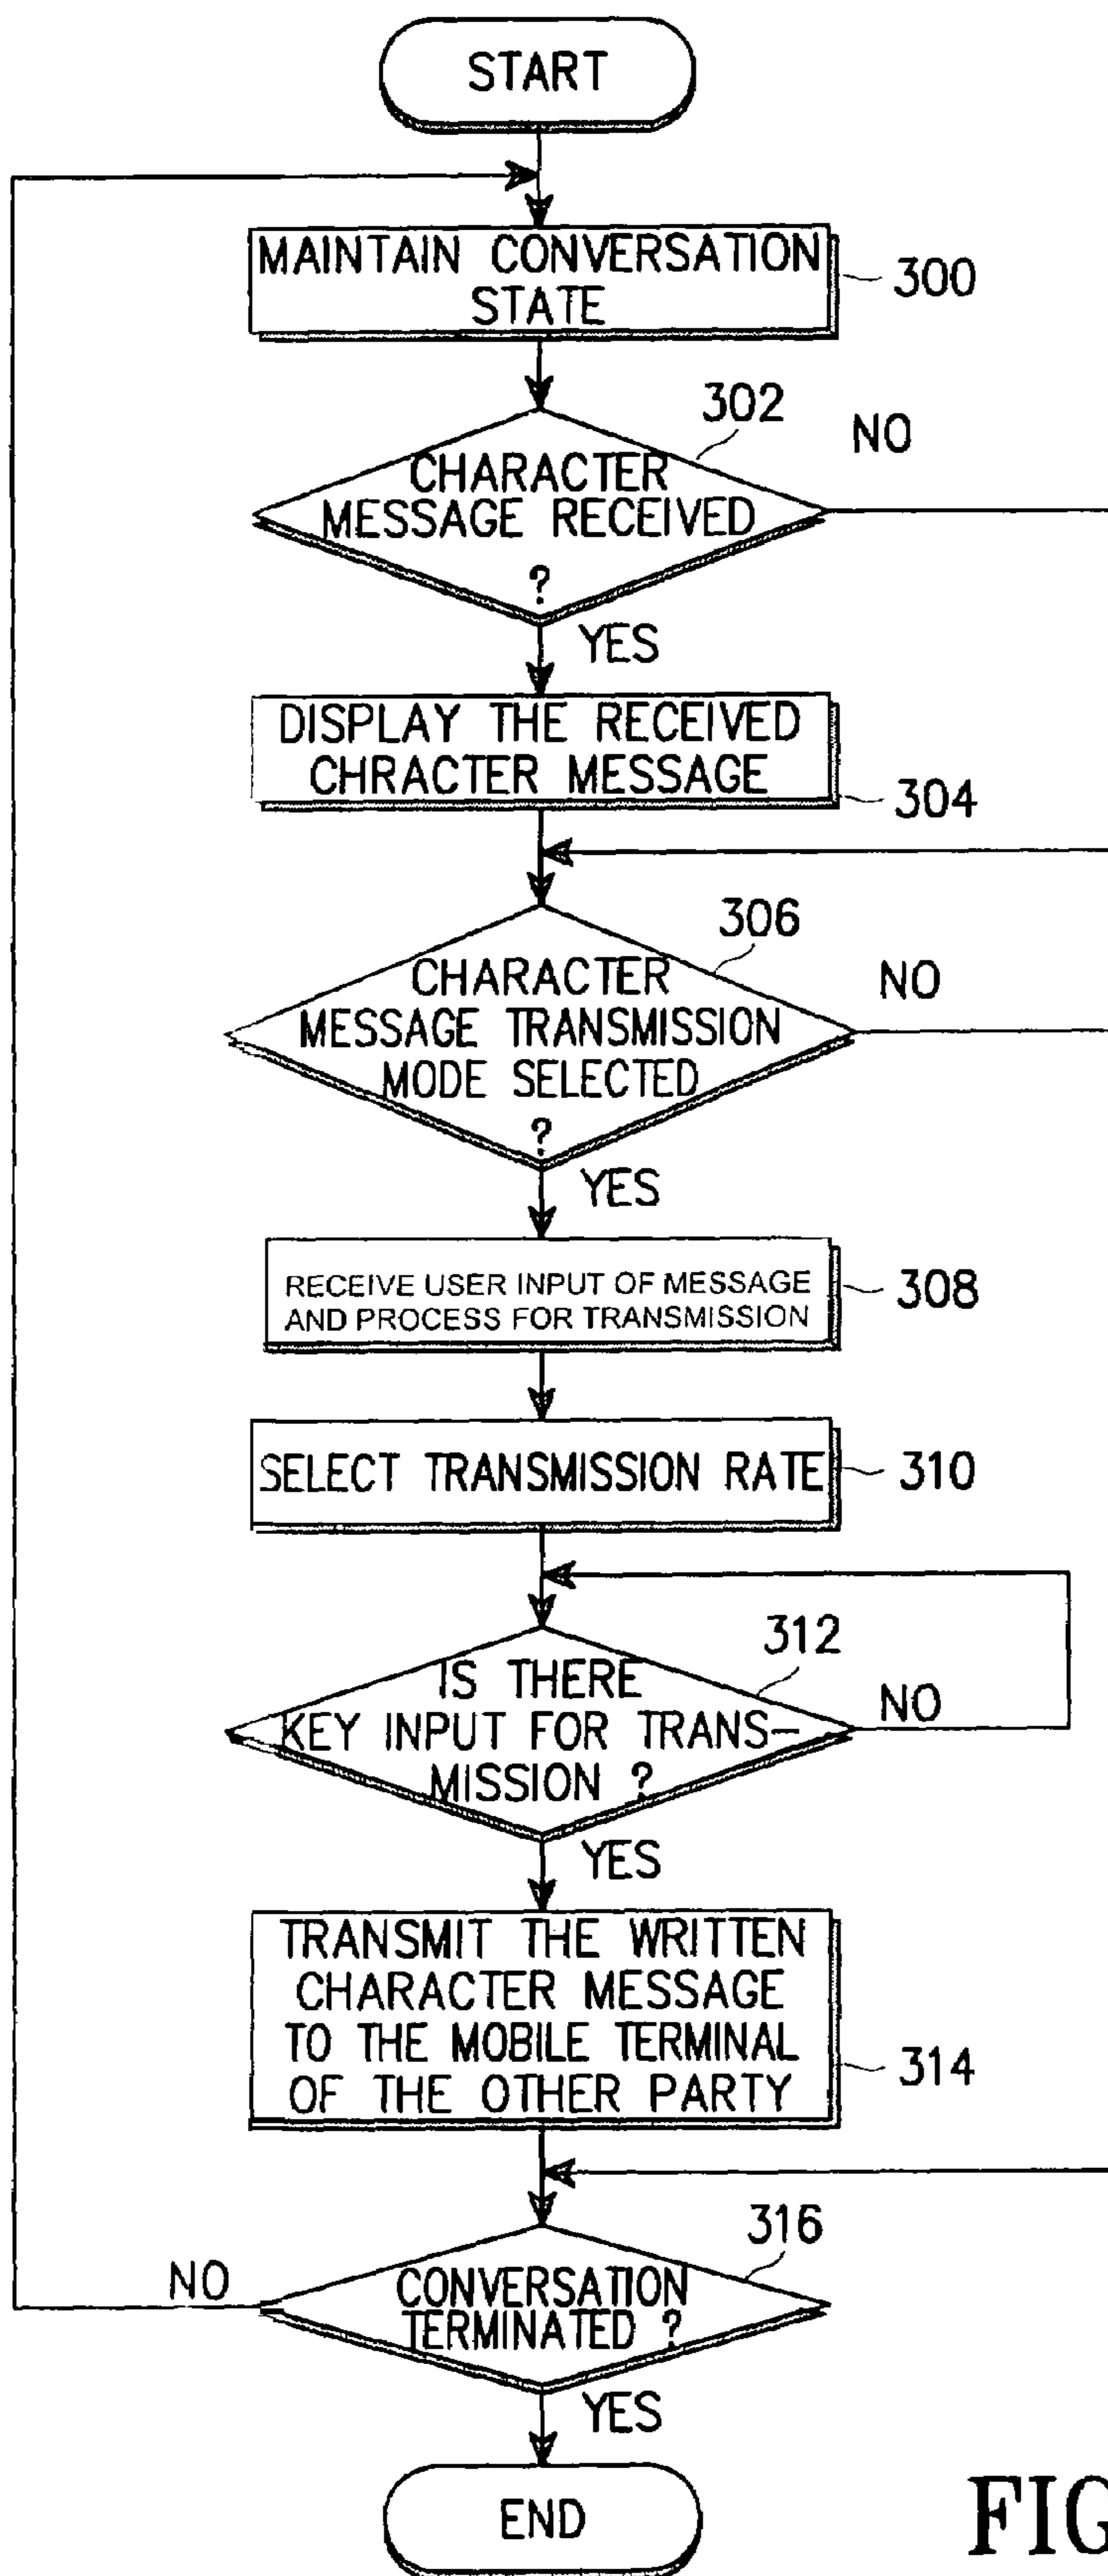 START
MAINTAIN CONVERSATION
STATE
300
302
NO
CHARACTER
MESSAGE RECEIVED
?
YES
DISPLAY THE RECEIVED
CHRACTER MESSAGE
304
306
NO
CHARACTER
MESSAGE TRANSMISSION
MODE SELECTED
?
YES
RECEIVE USER INPUT OF MESSAGE
AND PROCESS FOR TRANSMISSION
308
SELECT TRANSMISSION RATE
310
312
IS THERE
KEY INPUT FOR TRANS-
MISSION ?
NO
YES
TRANSMIT THE WRITTEN
CHARACTER MESSAGE
TO THE MOBILE TERMINAL
OF THE OTHER PARTY
314
316
NO
CONVERSATION
TERMINATED ?
YES
END
FIG